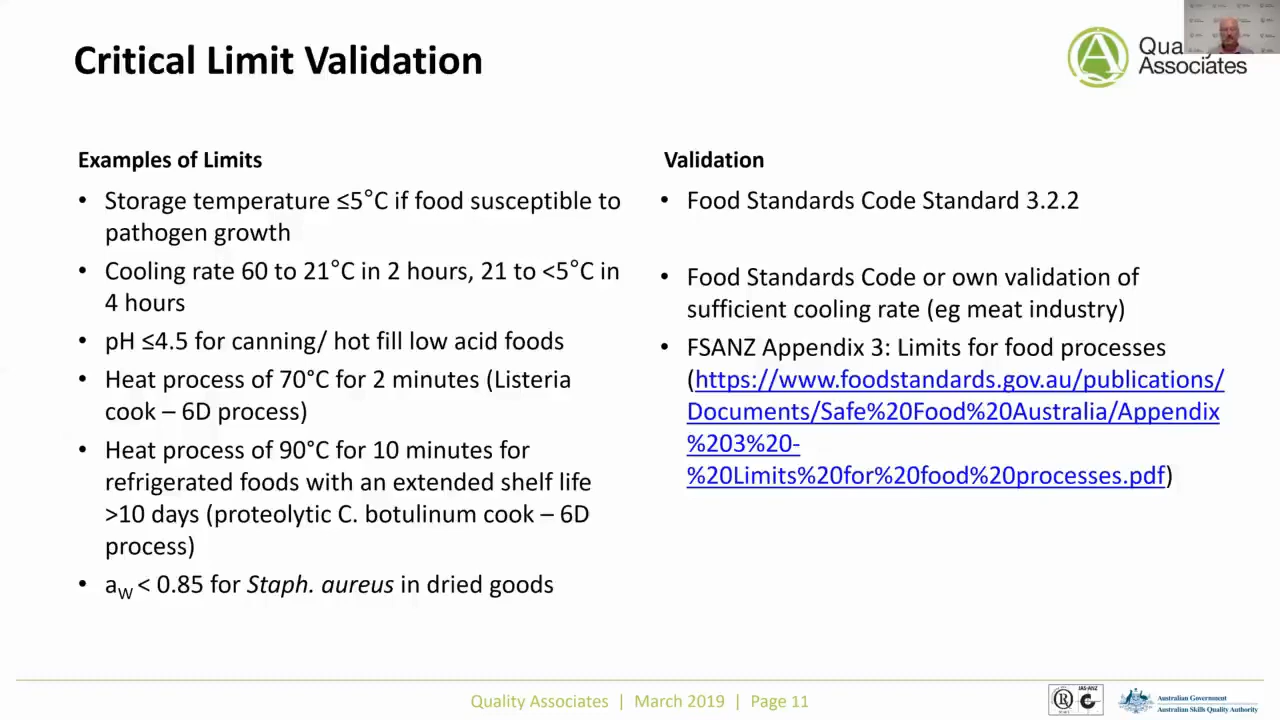 Critical Limit Validation
Quality
Associates
Examples of Limits
• Storage temperature ≤5°C if food susceptible to
pathogen growth
• Cooling rate 60 to 21°C in 2 hours, 21 to <5°C in
4 hours
• pH ≤4.5 for canning/ hot fill low acid foods
• Heat process of 70°C for 2 minutes (Listeria
cook – 6D process)
• Heat process of 90°C for 10 minutes for
refrigerated foods with an extended shelf life
>10 days (proteolytic C. botulinum cook – 6D
process)
• aW < 0.85 for Staph. aureus in dried goods
Validation
• Food Standards Code Standard 3.2.2
• Food Standards Code or own validation of
sufficient cooling rate (eg meat industry)
• FSANZ Appendix 3: Limits for food processes
(https://www.foodstandards.gov.au/publications/
Documents/Safe%20Food%20Australia/Appendix
%203%20-
%20Limits%20for%20food%20processes.pdf)
Quality Associates | March 2019 | Page 11
JAS-ANZ
Australian Government
Australian Skills Quality Authority